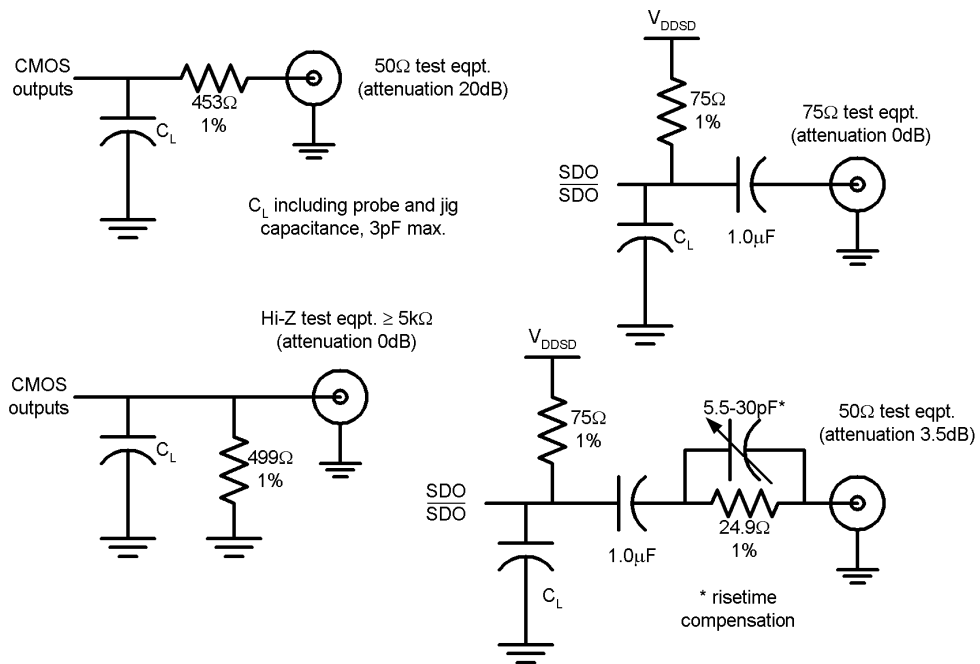 CMOS
outputs
453Ω
1%
C_L
50Ω test eqpt.
(attenuation 20dB)
C_L including probe and jig
capacitance, 3pF max.
V_DDSD
75Ω
1%
75Ω test eqpt.
(attenuation 0dB)
SDO
SDO
C_L
1.0μF
Hi-Z test eqpt. ≥ 5kΩ
(attenuation 0dB)
CMOS
outputs
C_L
499Ω
1%
V_DDSD
75Ω
1%
5.5-30pF*
50Ω test eqpt.
(attenuation 3.5dB)
SDO
SDO
1.0μF
24.9Ω
1%
C_L
* risetime
compensation